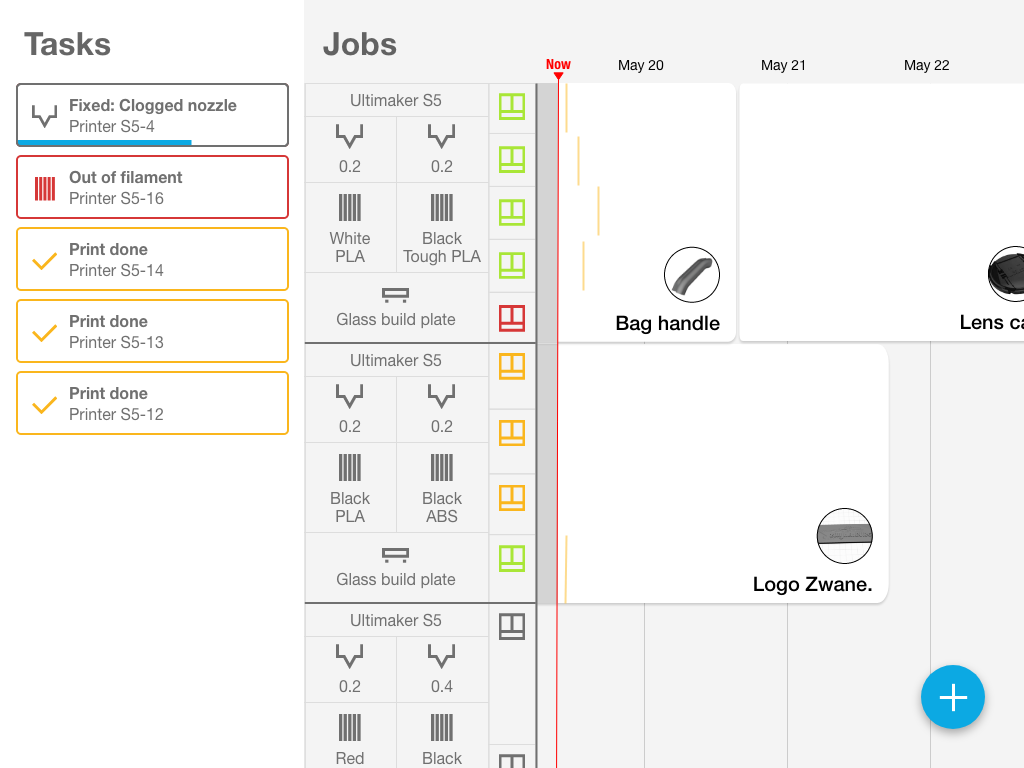 Tasks
Fixed: Clogged nozzle
Printer S5-4
Out of filament
Printer S5-16
Print done
Printer S5-14
Print done
Printer S5-13
Print done
Printer S5-12
Jobs
Now
May 20
May 21
May 22
Ultimaker S5
0.2
0.2
White
PLA
Black
Tough PLA
Glass build plate
Bag handle
Lens ca
Ultimaker S5
0.2
0.2
Black
PLA
Black
ABS
Glass build plate
Logo Zwane.
Ultimaker S5
0.2
0.4
Red
Black